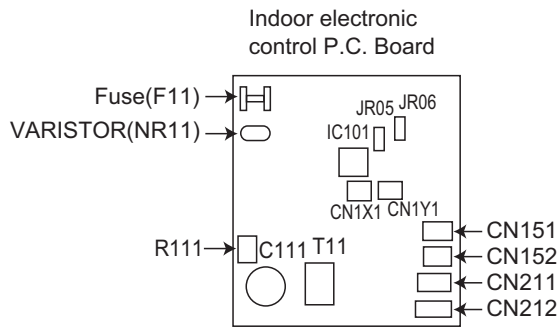 Indoor electronic
control P.C. Board
Fuse(F11)
VARISTOR(NR11)
JR05 JR06
IC101
CN1X1 CN1Y1
CN151
R111 C111 T11
CN152
CN211
CN212